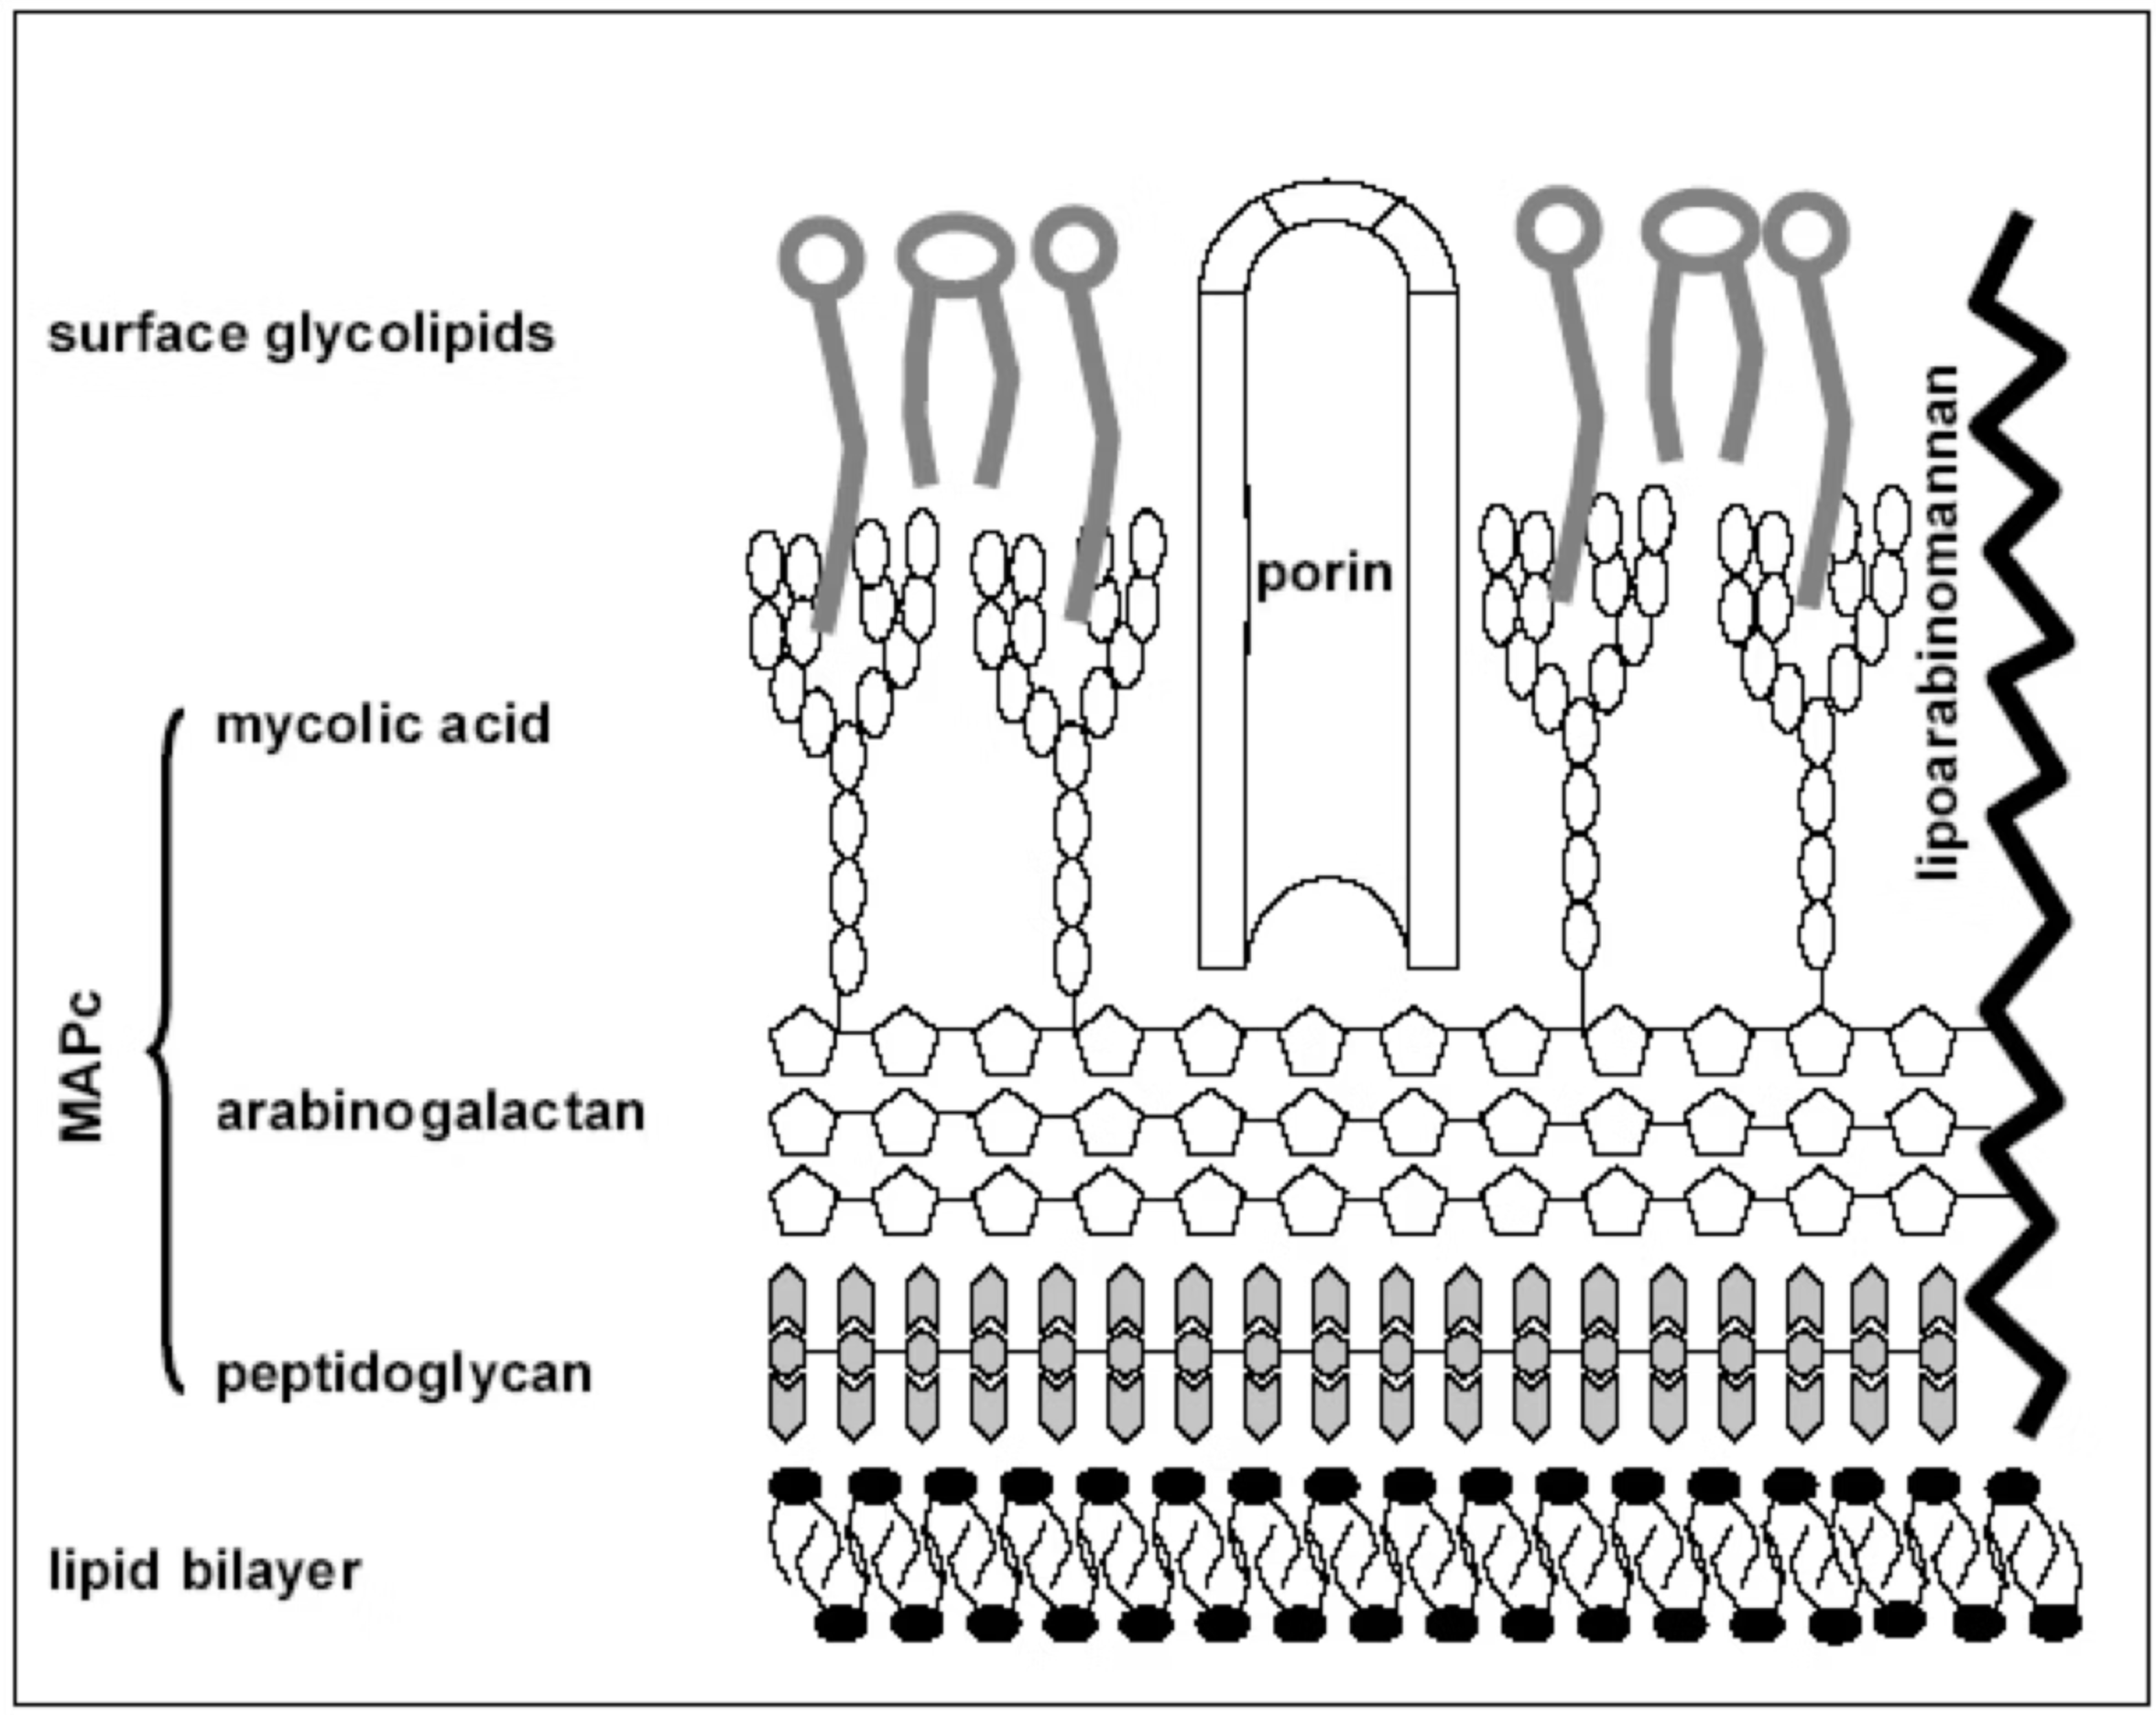 surface glycolipids
porin
lipoarabinomannan
mycolic acid
MAPc
arabinogalactan
peptidoglycan
lipid bilayer